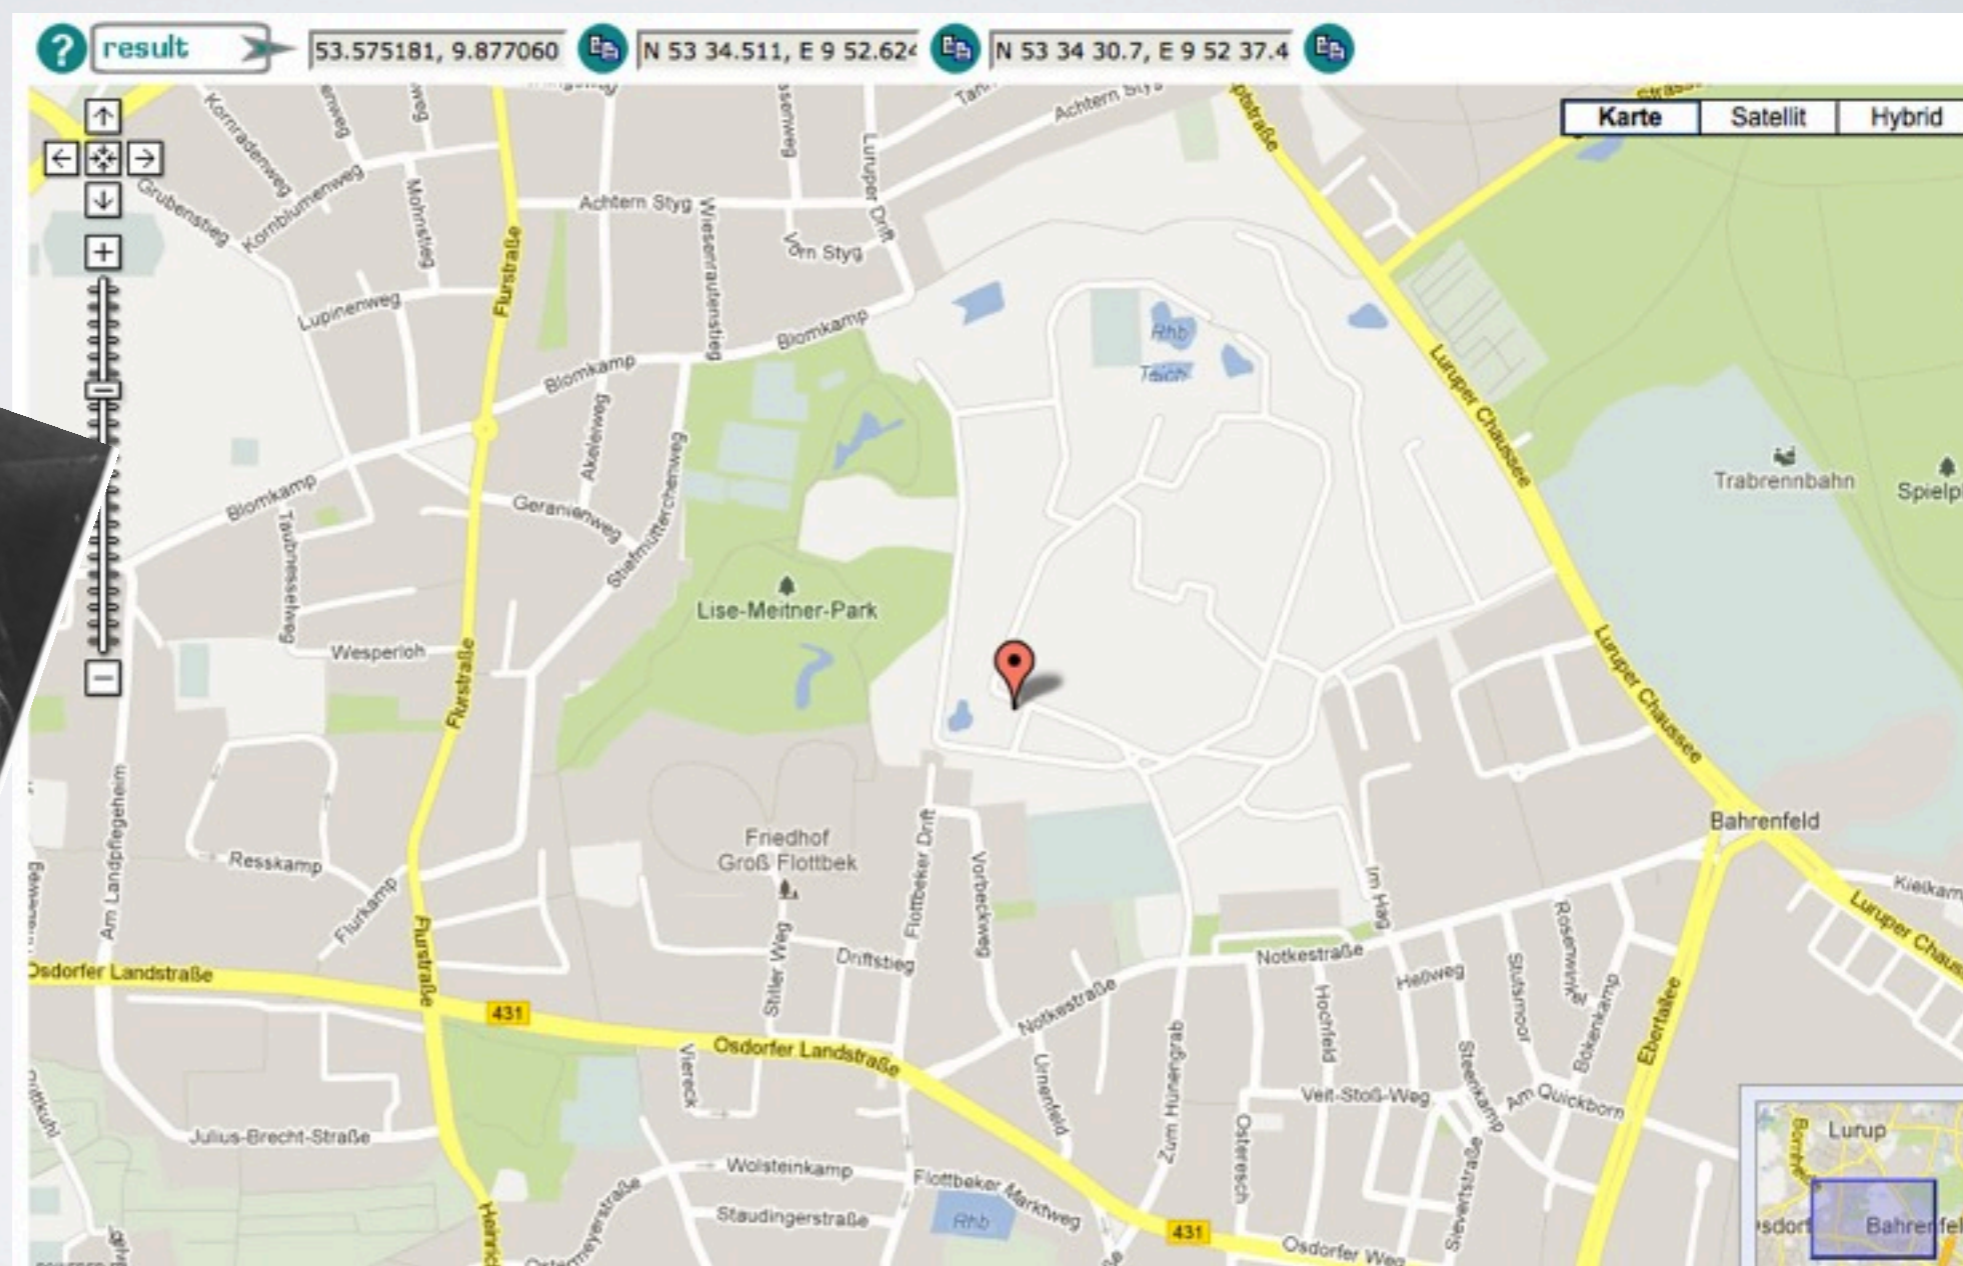 ? result 53.575181, 9.877060 N 53 34.511, E 9 52.624 N 53 34 30.7, E 9 52 37.4
Karte Satellit Hybrid
Kornradenweg
Grubenstieg
Kornblumenweg
Mohnstieg
Lupinenweg
Flurstraße
Achtern Styg
Wiesenrautenstieg
Luruper Drift
Vorn Styg
Achtern Styg
Blomkamp
Blomkamp
Blomkamp
Akeleiweg
Geranienweg
Stiefmütterchenweg
Taubnesselweg
Wesperloh
Flurstraße
Lise-Meitner-Park
Rhb
Teich
Luruper Chaussee
Trabrennbahn
Luruper Chaussee
Bahrenfeld
Am Landpflegeheim
Resskamp
Flurkamp
Flurstraße
Friedhof
Groß Flottbek
Flottbeker Drift
Vorbeckweg
Stiller Weg
Driftstieg
Im Hag
Notkestraße
Notkestraße
Hellweg
Stutsmoor
Rosenwinkel
Bökenkamp
Ebertallee
Osdorfer Landstraße
431
Osdorfer Landstraße
Viereck
Urnenfeld
Zum Hünengrab
Hochfeld
Veit-Stoß-Weg
Steenkamp
Am Quickborn
Osteresch
Sievertstraße
Julius-Brecht-Straße
Wolsteinkamp
Flottbeker Marktweg
Staudingerstraße
Rhb
431
Osdorfer Weg
Lurup